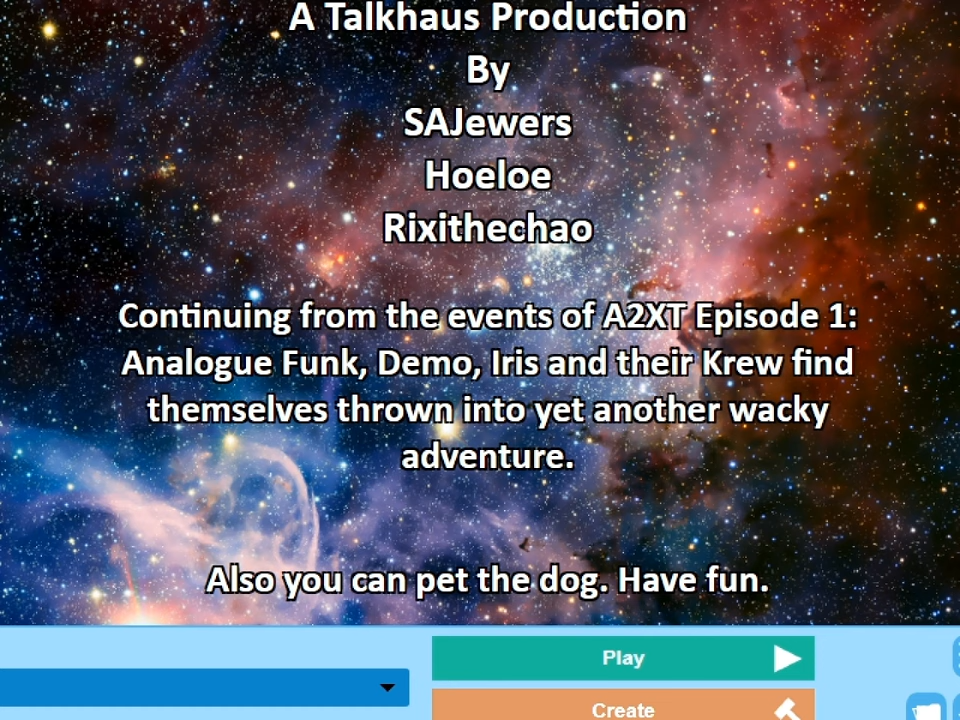 A Talkhaus Production
By
SAJewers
Hoeloe
Rixithechao
Continuing from the events of A2XT Episode 1:
Analogue Funk, Demo, Iris and their Krew find
themselves thrown into yet another wacky
adventure.
Also you can pet the dog. Have fun.
Play
Create